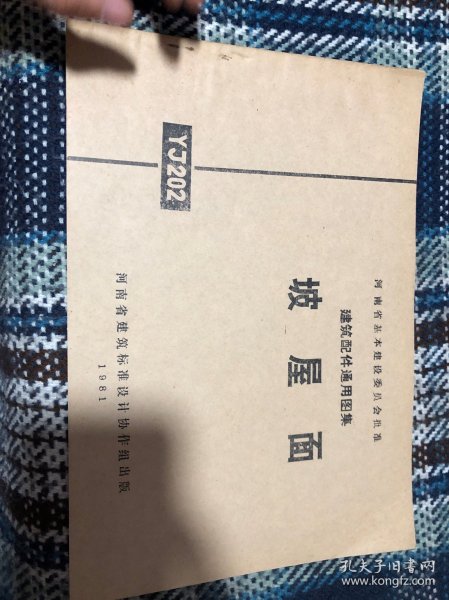 河南省基本建设委员会批准
建筑配件通用图集
坡屋面
YJ202
河南省建筑标准设计协作组出版
1981
孔夫子旧书网
www.kongfz.com